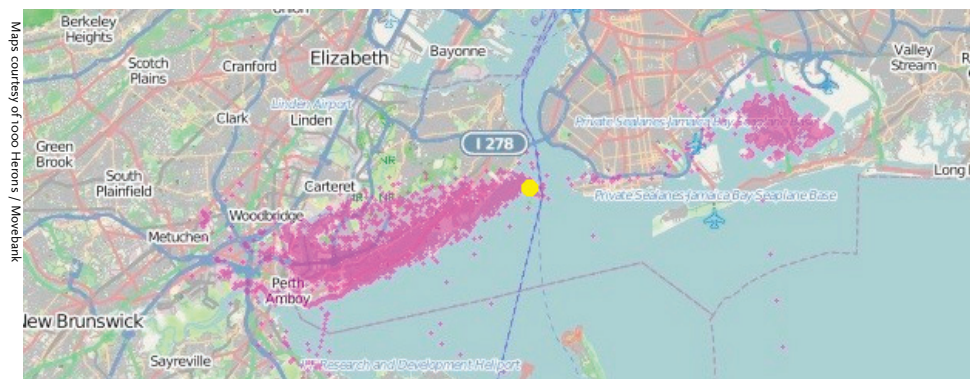 Maps courtesy of 1000 Herons / Movebank
Union
Berkeley
Heights
Scotch
Plains
Cranford
Elizabeth
Bayonne
Valley
Stream
Linden Airport
Linden
Clark
Private Sealanes-Jamaica Bay Seaplane Base
I 278
Green
Brook
South
Plainfield
Carteret
Long
Private Sealanes-Jamaica Bay Seaplane Base
Woodbridge
Metuchen
Perth
Amboy
New Brunswick
Sayreville
Research and Development Heliport